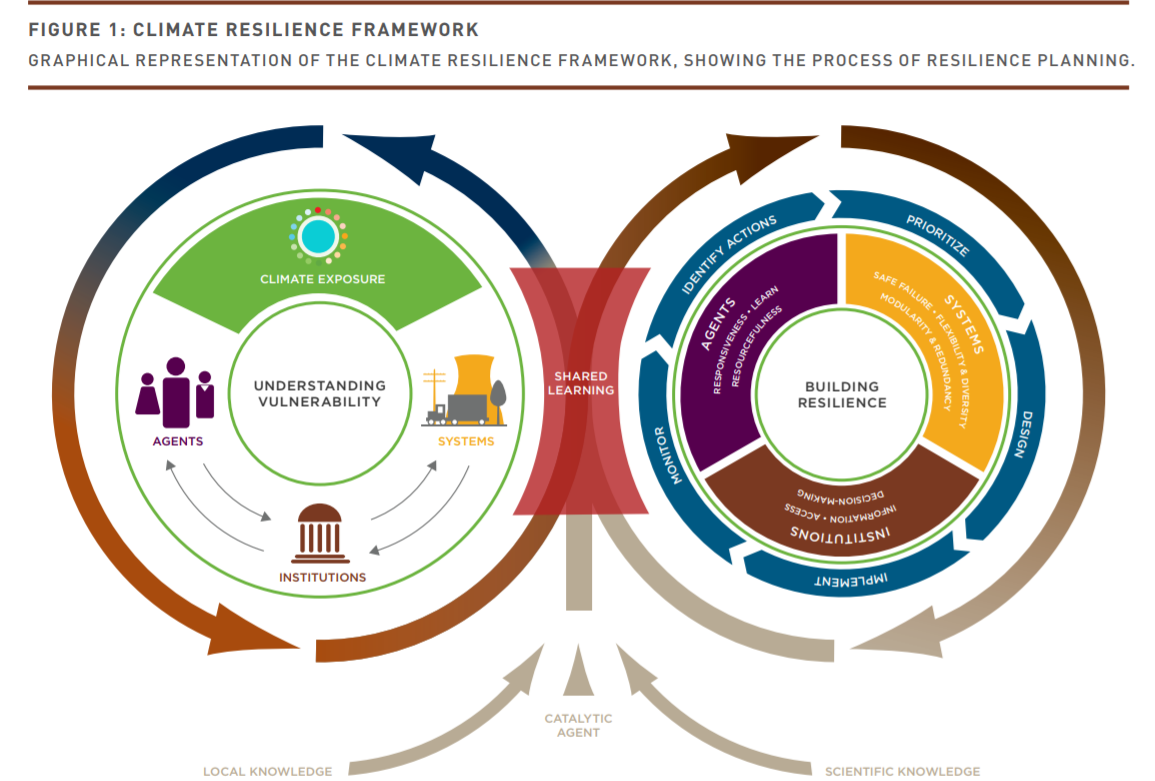 FIGURE 1: CLIMATE RESILIENCE FRAMEWORK
GRAPHICAL REPRESENTATION OF THE CLIMATE RESILIENCE FRAMEWORK, SHOWING THE PROCESS OF RESILIENCE PLANNING.
CLIMATE EXPOSURE
UNDERSTANDING
VULNERABILITY
AGENTS
SYSTEMS
INSTITUTIONS
SHARED
LEARNING
IDENTIFY ACTIONS
PRIORITIZE
DESIGN
IMPLEMENT
MONITOR
AGENTS
RESPONSIVENESS • LEARN
RESOURCEFULNESS
SYSTEMS
SAFE FAILURE • FLEXIBILITY & DIVERSITY
MODULARITY & REDUNDANCY
INSTITUTIONS
INFORMATION • ACCESS
DECISION-MAKING
BUILDING
RESILIENCE
CATALYTIC
AGENT
LOCAL KNOWLEDGE
SCIENTIFIC KNOWLEDGE